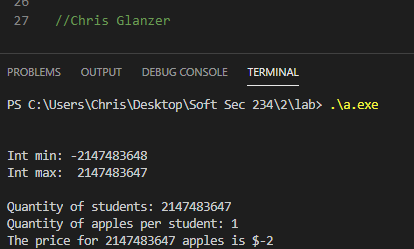 26
27 //Chris Glanzer
PROBLEMS OUTPUT DEBUG CONSOLE TERMINAL
PS C:\Users\Chris\Desktop\Soft Sec 234\2\lab> .\a.exe
Int min: -2147483648
Int max: 2147483647
Quantity of students: 2147483647
Quantity of apples per student: 1
The price for 2147483647 apples is $-2